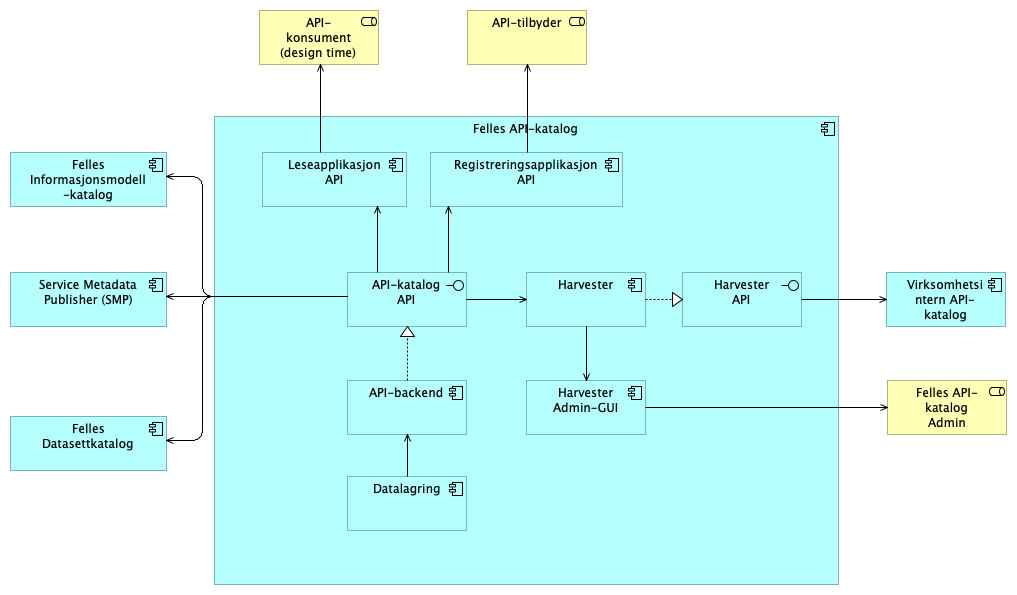 API-
konsument
(design time)
API-tilbyder
Felles API-katalog
Leseapplikasjon
API
Registreringsapplikasjon
API
Felles
Informasjonsmodell
-katalog
Service Metadata
Publisher (SMP)
API-katalog
API
Harvester
Harvester
API
Virksomhetsi
ntern API-
katalog
API-backend
Harvester
Admin-GUI
Felles API-
katalog
Admin
Felles
Datasettkatalog
Datalagring